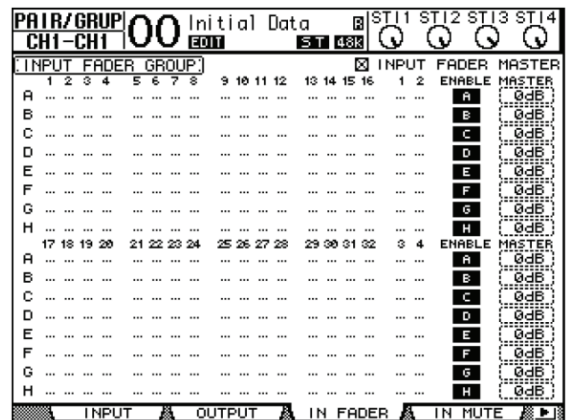 PAIR/GRUP 00 Initial Data R STI1 STI2 STI3 STI4
CH1-CH1 EDIT ST 48K
INPUT FADER GROUP INPUT FADER MASTER
1 2 3 4 5 6 7 8 9 10 11 12 13 14 15 16 1 2 ENABLE MASTER
A A 0dB
B B 0dB
C C 0dB
D D 0dB
E E 0dB
F F 0dB
G G 0dB
H H 0dB
17 18 19 20 21 22 23 24 25 26 27 28 29 30 31 32 3 4 ENABLE MASTER
A A 0dB
B B 0dB
C C 0dB
D D 0dB
E E 0dB
F F 0dB
G G 0dB
H H 0dB
INPUT OUTPUT IN FADER IN MUTE